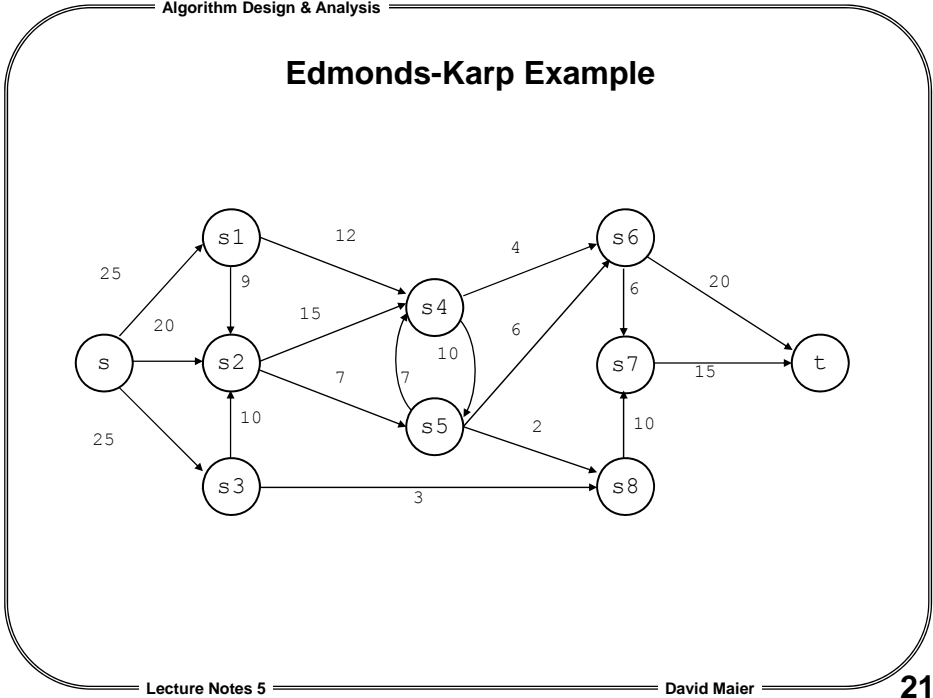 Algorithm Design & Analysis
Edmonds-Karp Example
s1
s6
12
4
25
9
20
6
s4
15
20
10
6
s
s2
s7
t
7
7
15
s5
10
2
10
25
s3
s8
3
Lecture Notes 5
David Maier
21